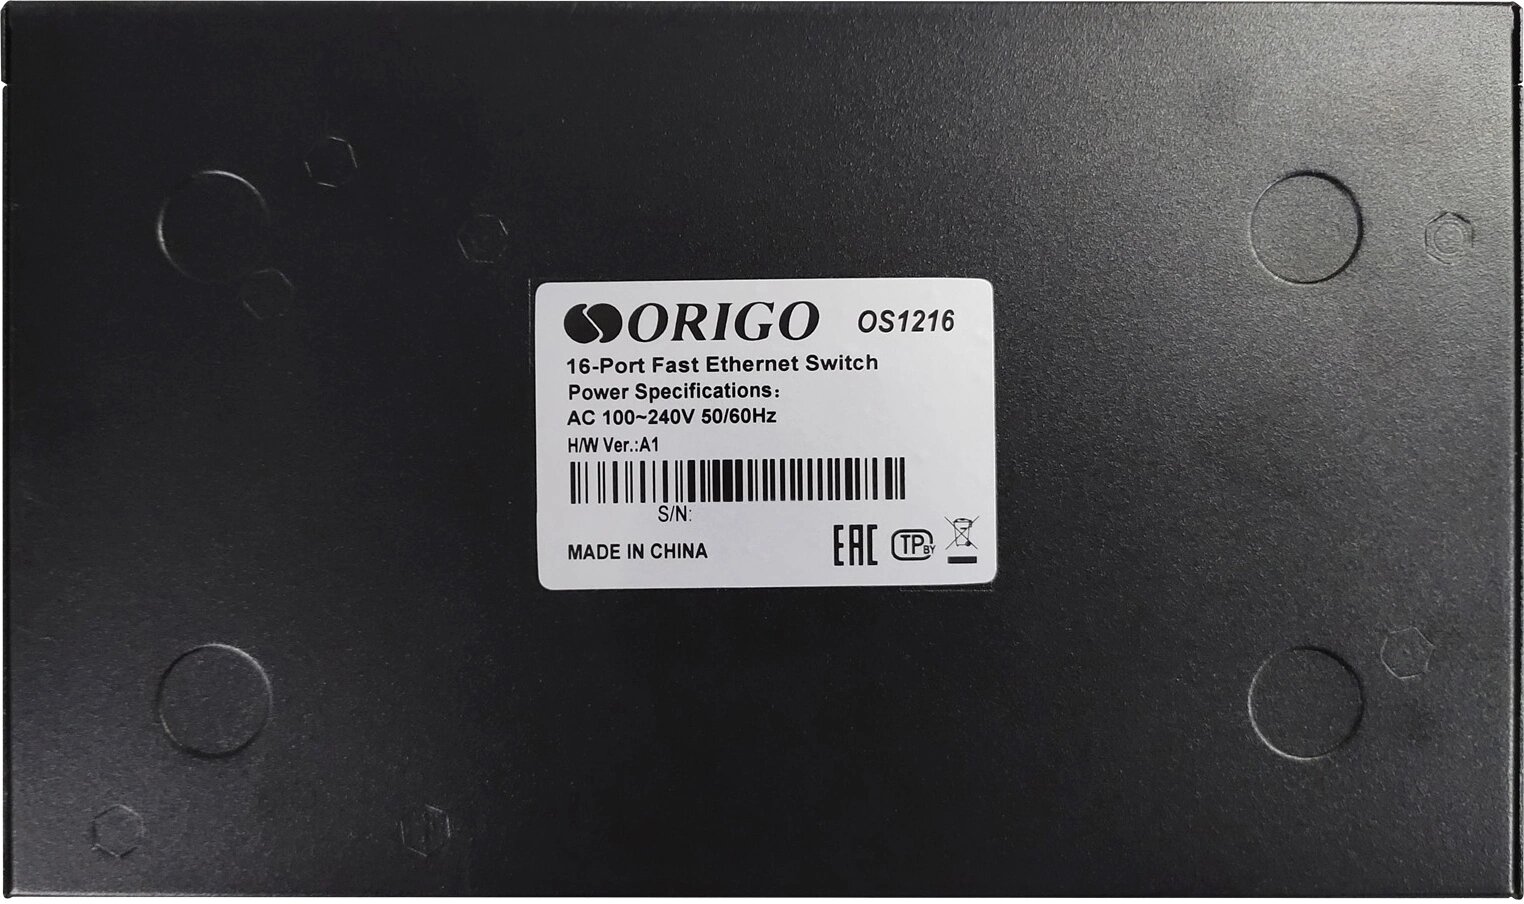 ORIGO OS1216
16-Port Fast Ethernet Switch
Power Specifications:
AC 100~240V 50/60Hz
H/W Ver.:A1
S/N:
MADE IN CHINA EAC TP BY